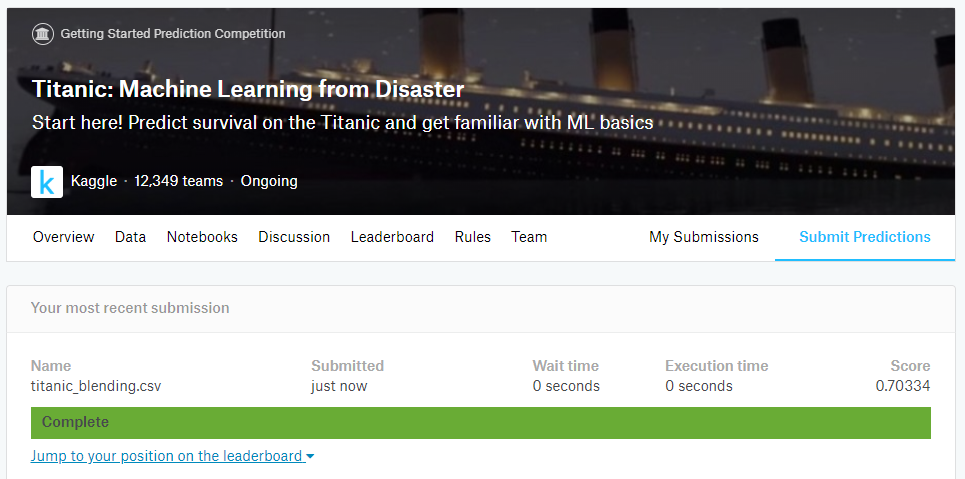 Getting Started Prediction Competition
Titanic: Machine Learning from Disaster
Start here! Predict survival on the Titanic and get familiar with ML basics
k Kaggle · 12,349 teams · Ongoing
Overview Data Notebooks Discussion Leaderboard Rules Team My Submissions Submit Predictions
Your most recent submission
Name Submitted Wait time Execution time Score
titanic_blending.csv just now 0 seconds 0 seconds 0.70334
Complete
Jump to your position on the leaderboard